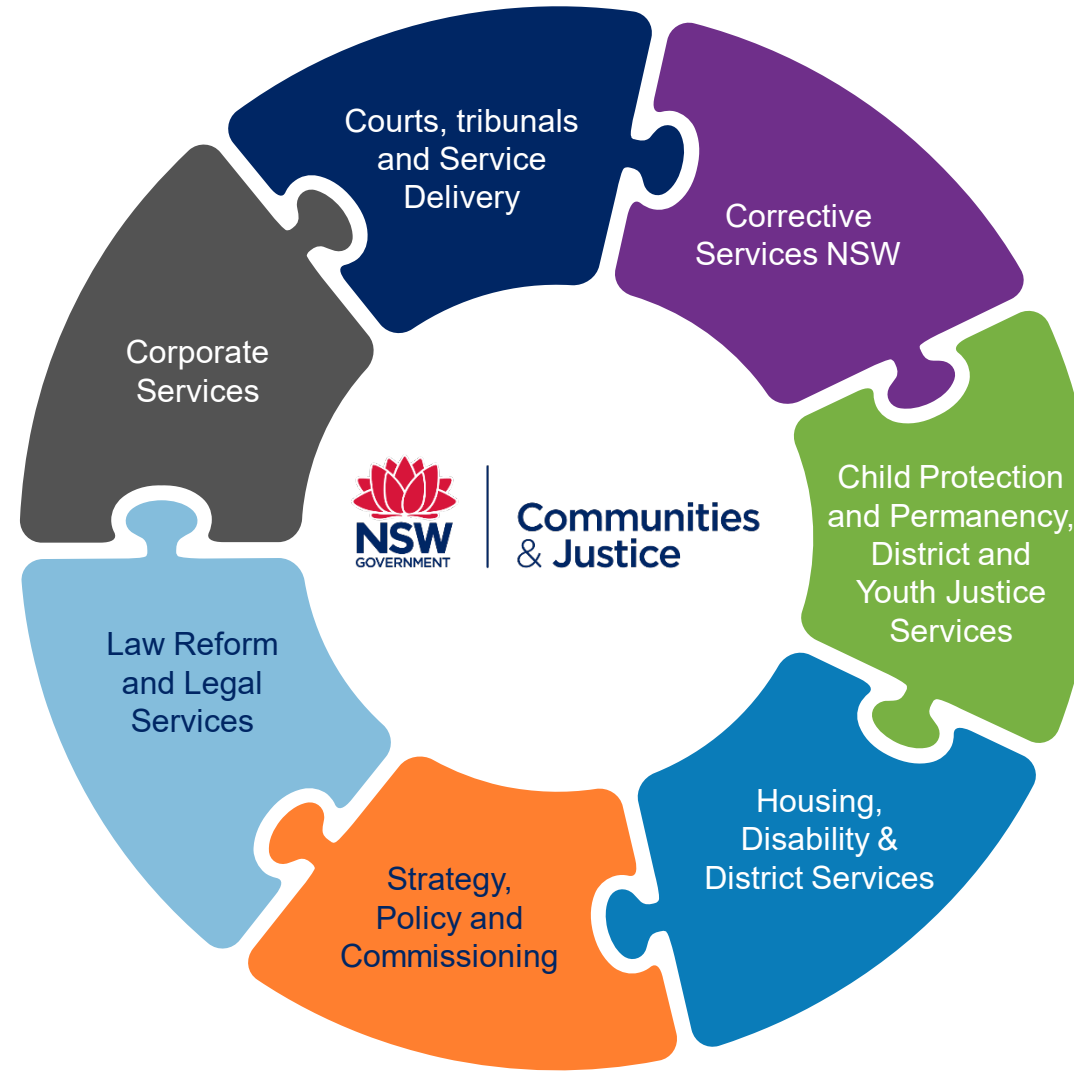 Courts, tribunals
and Service
Delivery
Corrective
Services NSW
Child Protection
and Permanency,
District and
Youth Justice
Services
Housing,
Disability &
District Services
Strategy,
Policy and
Commissioning
Law Reform
and Legal
Services
Corporate
Services
NSW
GOVERNMENT
Communities
& Justice